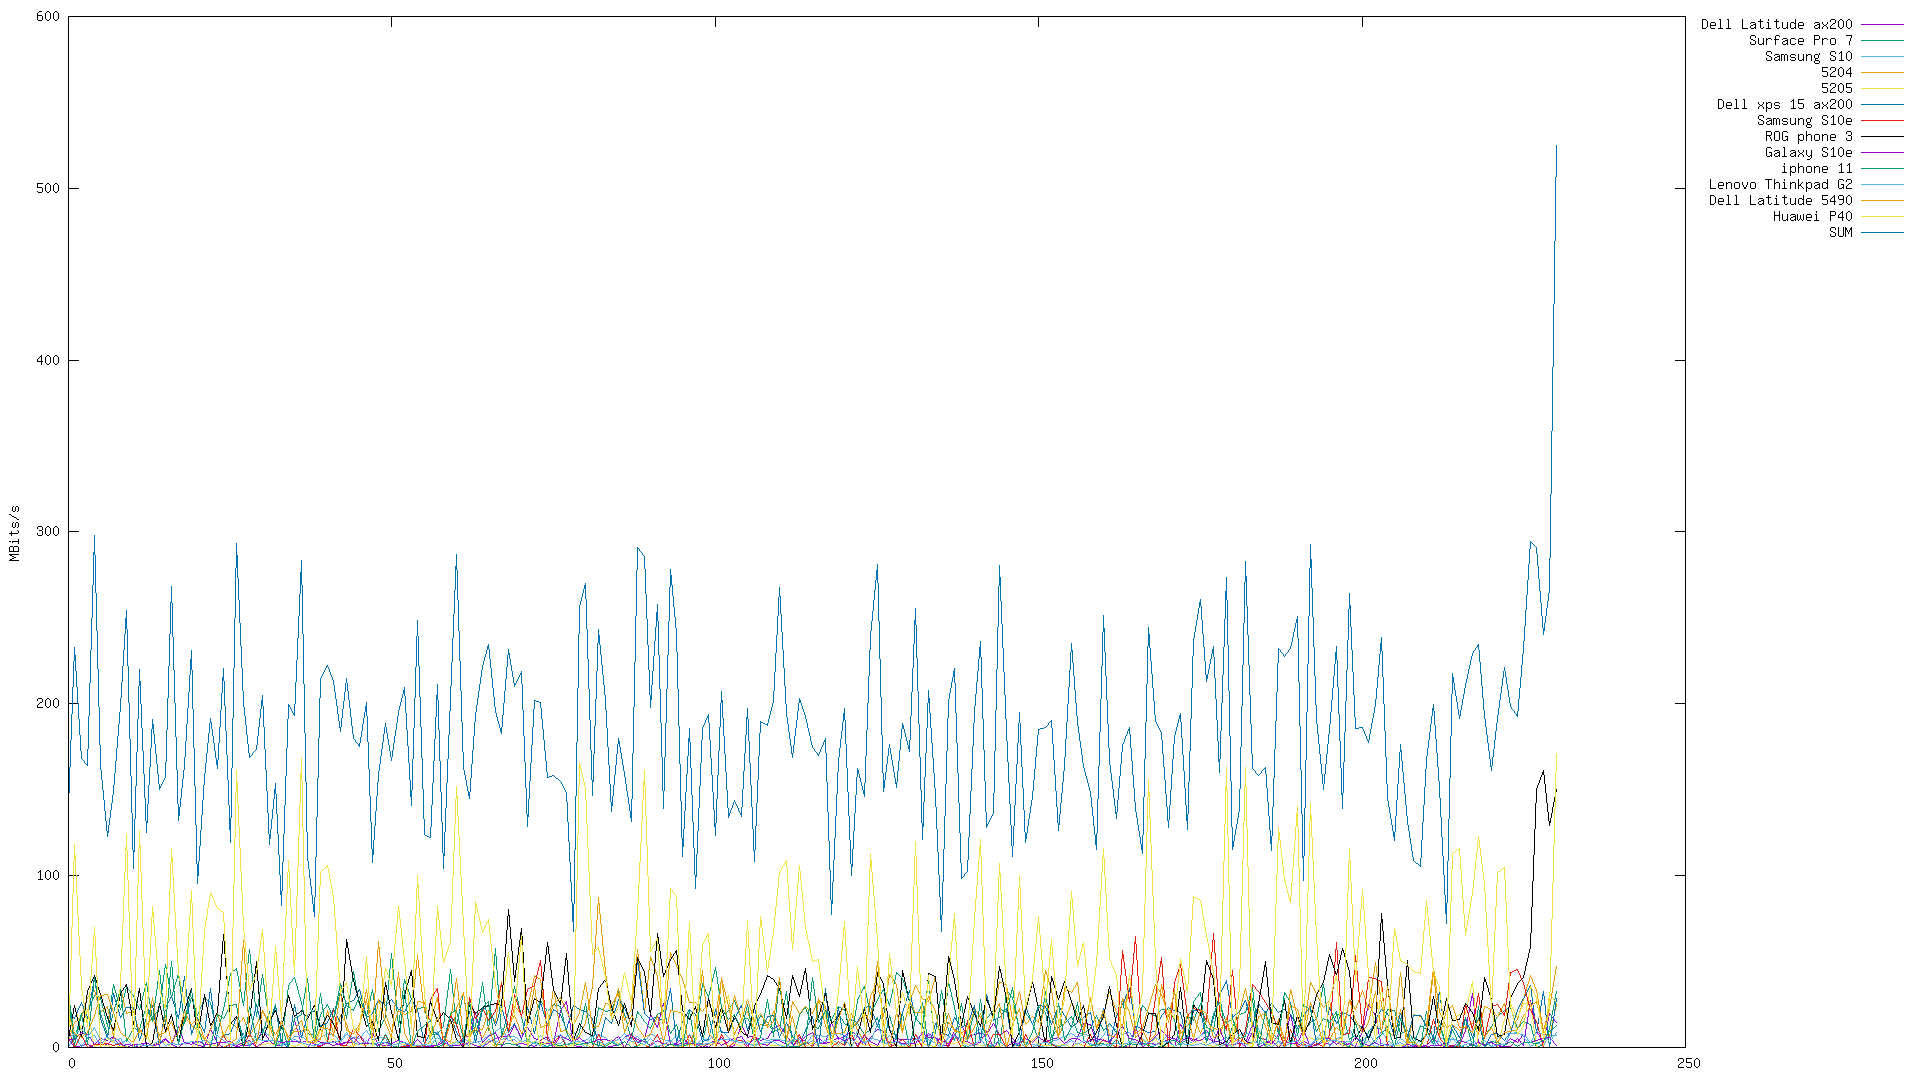 600
500
400
300
200
100
0
MBits/s
0 50 100 150 200 250
Dell Latitude ax200
Surface Pro 7
Samsung S10
5204
5205
Dell xps 15 ax200
Samsung S10e
ROG phone 3
Galaxy S10e
iphone 11
Lenovo Thinkpad G2
Dell Latitude 5490
Huawei P40
SUM